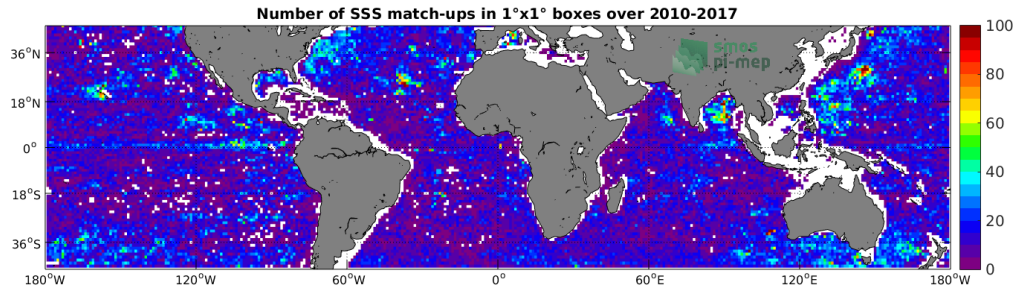 Number of SSS match-ups in 1°x1° boxes over 2010-2017
36°N
18°N
0°
18°S
36°S
180°W 120°W 60°W 0° 60°E 120°E 180°W
smos
pi-mep
100
80
60
40
20
0